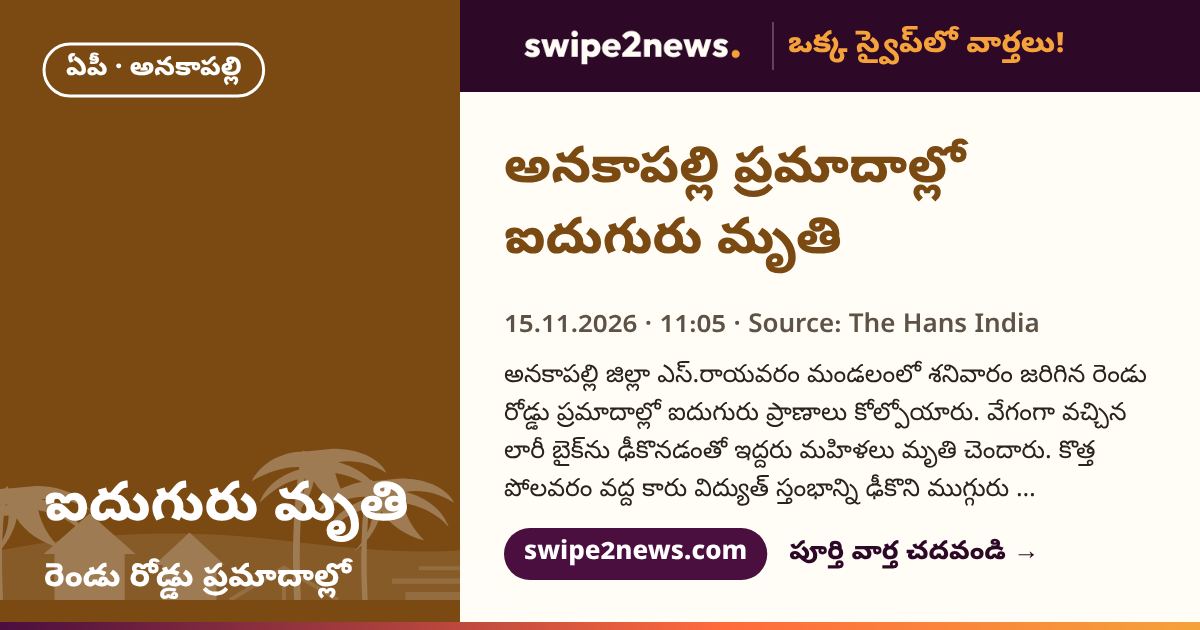 ఏపీ · అనకాపల్లి
ఐదుగురు మృతి
రెండు రోడ్డు ప్రమాదాల్లో
swipe2news.
ఒక్క స్వైప్‌లో వార్తలు!
అనకాపల్లి ప్రమాదాల్లో
ఐదుగురు మృతి
15.11.2026 · 11:05 · Source: The Hans India
అనకాపల్లి జిల్లా ఎస్.రాయవరం మండలంలో శనివారం జరిగిన రెండు
రోడ్డు ప్రమాదాల్లో ఐదుగురు ప్రాణాలు కోల్పోయారు. వేగంగా వచ్చిన
లారీ బైక్‌ను ఢీకొనడంతో ఇద్దరు మహిళలు మృతి చెందారు. కొత్త
పోలవరం వద్ద కారు విద్యుత్ స్తంభాన్ని ఢీకొని ముగ్గురు ...
swipe2news.com
పూర్తి వార్త చదవండి →